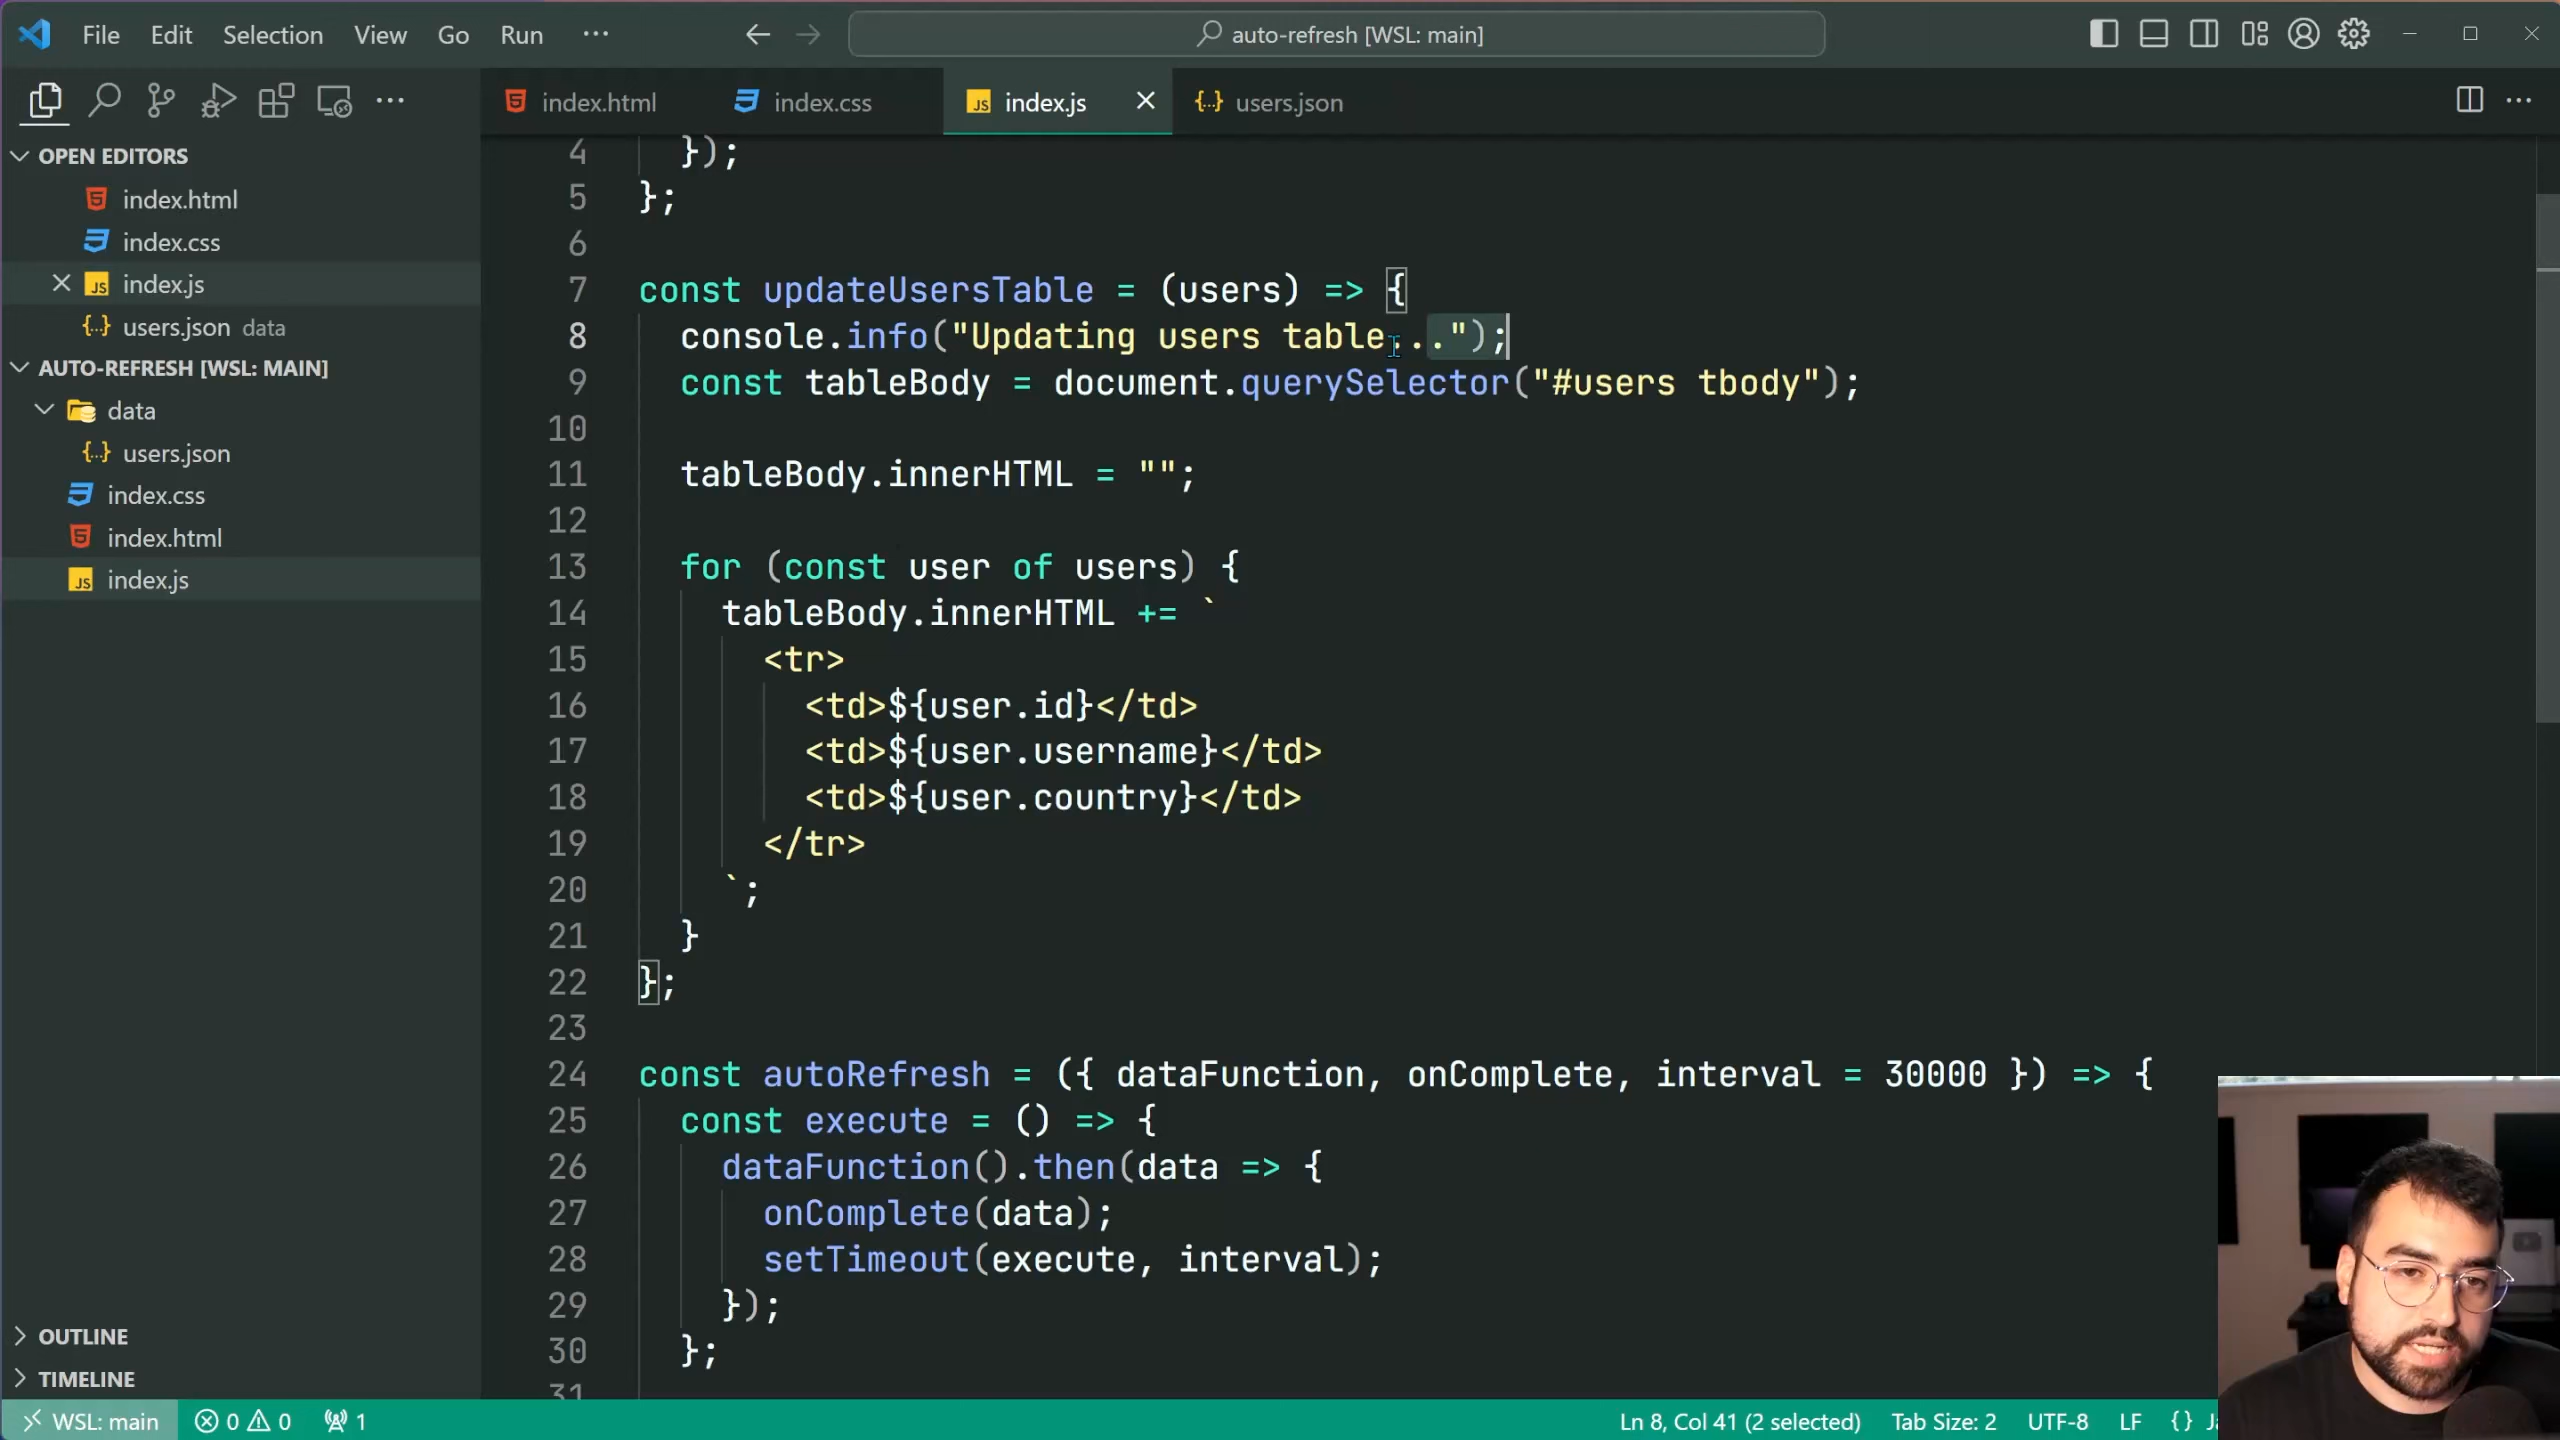 File Edit Selection View Go Run ···
auto-refresh [WSL: main]
index.html index.css index.js users.json
OPEN EDITORS
index.html
index.css
index.js
users.json data
AUTO-REFRESH [WSL: MAIN]
data
users.json
index.css
index.html
index.js
OUTLINE
TIMELINE
4 });
5 };
6
7 const updateUsersTable = (users) => {
8 console.info("Updating users table...");
9 const tableBody = document.querySelector("#users tbody");
10
11 tableBody.innerHTML = "";
12
13 for (const user of users) {
14 tableBody.innerHTML += `
15 <tr>
16 <td>${user.id}</td>
17 <td>${user.username}</td>
18 <td>${user.country}</td>
19 </tr>
20 `;
21 }
22 };
23
24 const autoRefresh = ({ dataFunction, onComplete, interval = 30000 }) => {
25 const execute = () => {
26 dataFunction().then(data => {
27 onComplete(data);
28 setTimeout(execute, interval);
29 });
30 };
31
WSL: main 0 0 1 Ln 8, Col 41 (2 selected) Tab Size: 2 UTF-8 LF {}